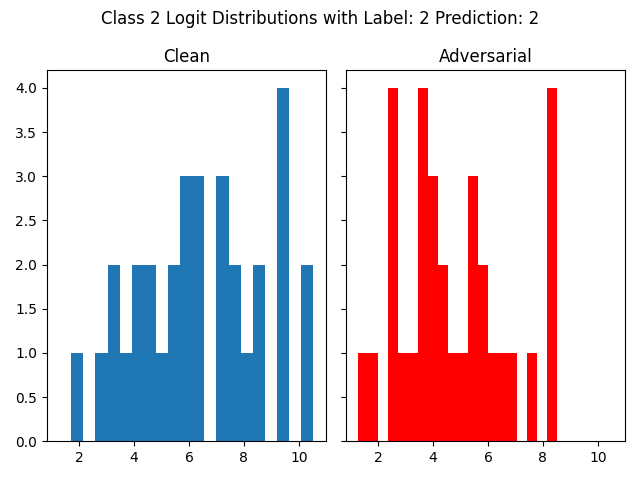 Class 2 Logit Distributions with Label: 2 Prediction: 2
Clean
Adversarial
4.0
3.5
3.0
2.5
2.0
1.5
1.0
0.5
0.0
2 4 6 8 10
2 4 6 8 10